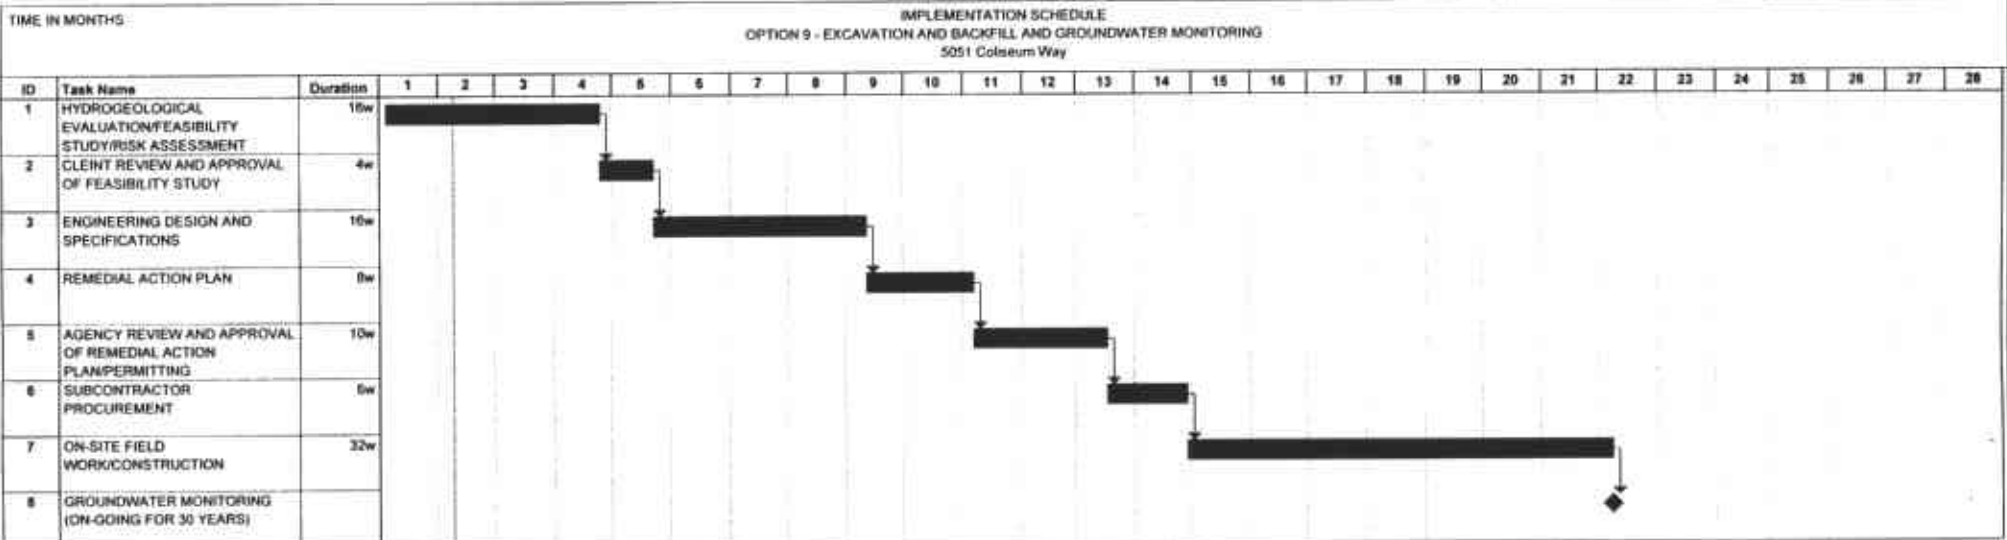 TIME IN MONTHS
IMPLEMENTATION SCHEDULE
OPTION 9 - EXCAVATION AND BACKFILL AND GROUNDWATER MONITORING
5051 Coliseum Way
ID Task Name Duration 1 2 3 4 5 6 7 8 9 10 11 12 13 14 15 16 17 18 19 20 21 22 23 24 25 26 27 28
1 HYDROGEOLOGICAL 16w
EVALUATION/FEASIBILITY
STUDY/RISK ASSESSMENT
2 CLEINT REVIEW AND APPROVAL 4w
OF FEASIBILITY STUDY
3 ENGINEERING DESIGN AND 16w
SPECIFICATIONS
4 REMEDIAL ACTION PLAN 8w
5 AGENCY REVIEW AND APPROVAL 10w
OF REMEDIAL ACTION
PLAN/PERMITTING
6 SUBCONTRACTOR 6w
PROCUREMENT
7 ON-SITE FIELD 32w
WORK/CONSTRUCTION
8 GROUNDWATER MONITORING
(ON-GOING FOR 30 YEARS)